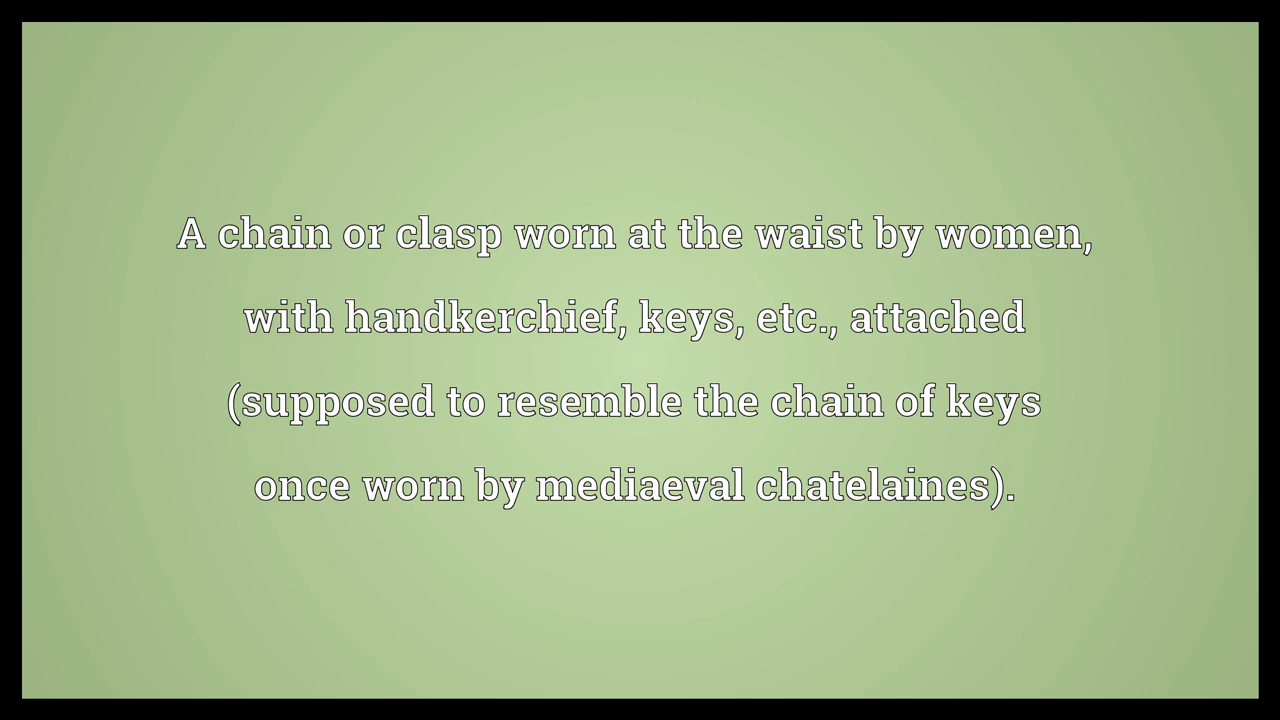 A chain or clasp worn at the waist by women,
with handkerchief, keys, etc., attached
(supposed to resemble the chain of keys
once worn by mediaeval chatelaines).